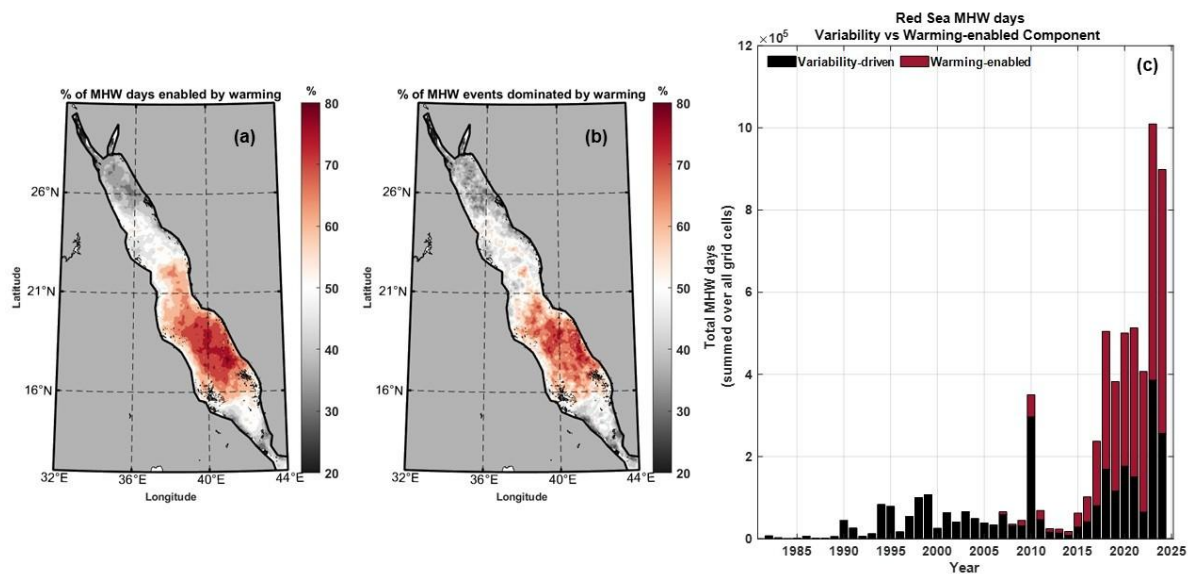 % of MHW days enabled by warming
%
(a)
80
70
60
50
40
30
20
26°N
21°N
16°N
Latitude
32°E
36°E
40°E
44°E
Longitude
% of MHW events dominated by warming
%
(b)
80
70
60
50
40
30
20
26°N
21°N
16°N
Latitude
32°E
36°E
40°E
44°E
Longitude
Red Sea MHW days
Variability vs Warming-enabled Component
×10⁵
Variability-driven
Warming-enabled
(c)
12
10
8
6
4
2
0
Total MHW days
(summed over all grid cells)
1985
1990
1995
2000
2005
2010
2015
2020
2025
Year